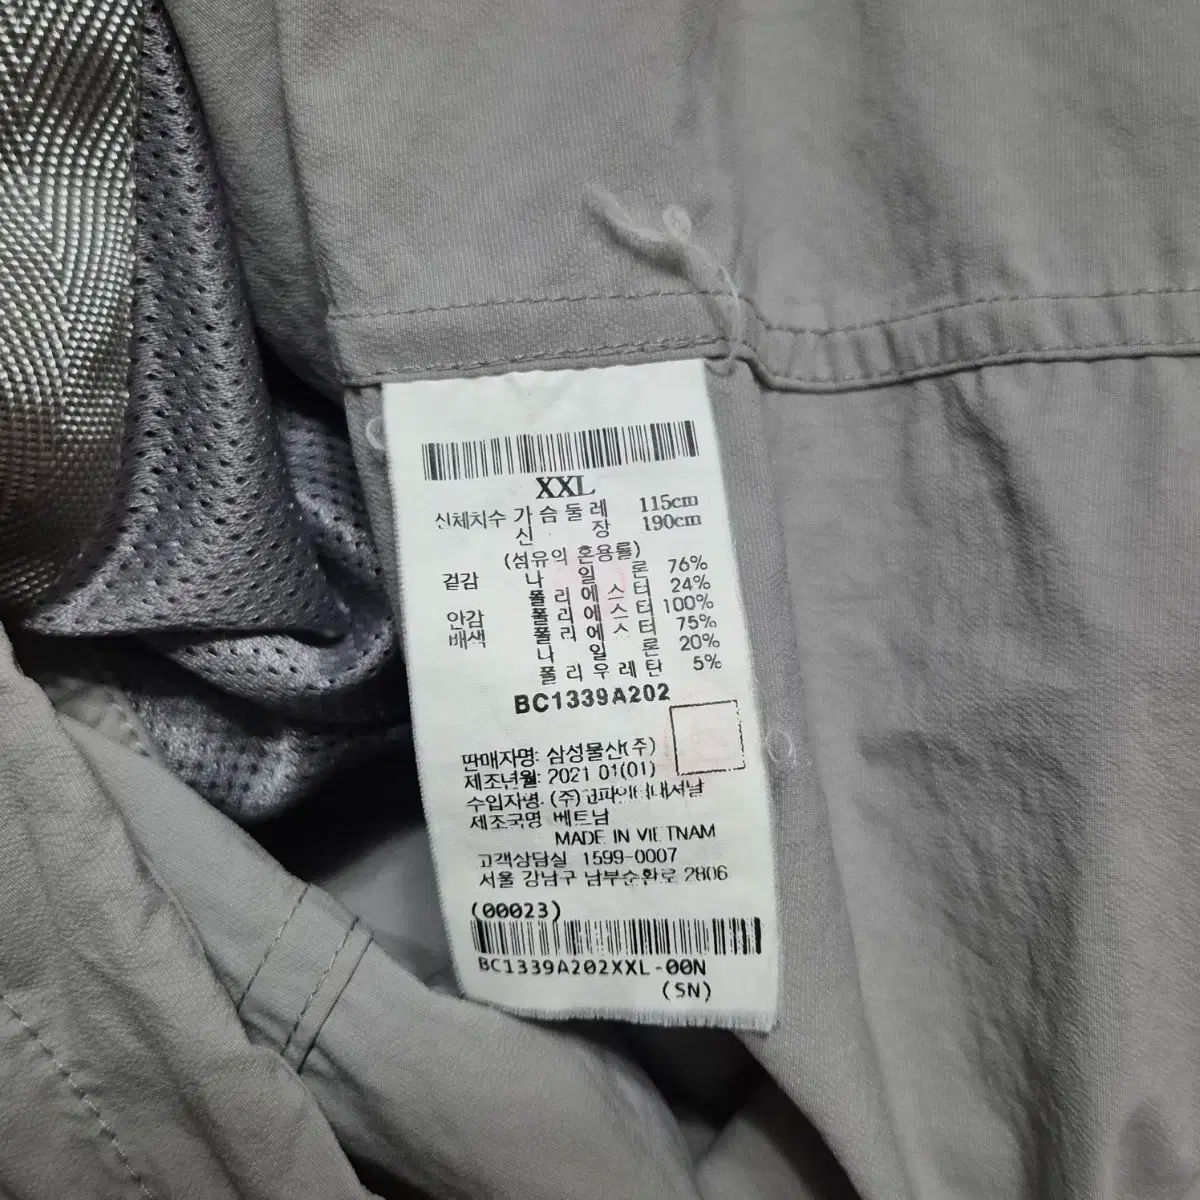 XXL
신체치수 가슴둘레 115cm
신 장 190cm
(섬유의 혼용률)
겉감 나 일 론 76%
폴리에스터 24%
안감 폴리에스터 100%
배색 폴리에스터 75%
나 일 론 20%
폴리우레탄 5%
BC1339A202
판매자명: 삼성물산(주)
제조년월: 2021 01(01)
수입자명: (주)
제조국명 베트남
MADE IN VIETNAM
고객상담실 1599-0007
서울 강남구 남부순환로 2806
(00023)
BC1339A202XXL-00N
(SN)